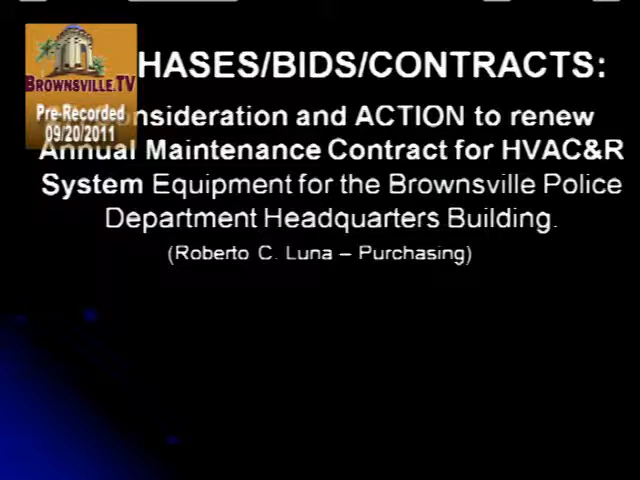 BROWNSVILLE.TV
Pre-Recorded
09/20/2011
HASES/BIDS/CONTRACTS:
nsideration and ACTION to renew
Annual Maintenance Contract for HVAC&R
System Equipment for the Brownsville Police
Department Headquarters Building.
(Roberto C. Luna – Purchasing)